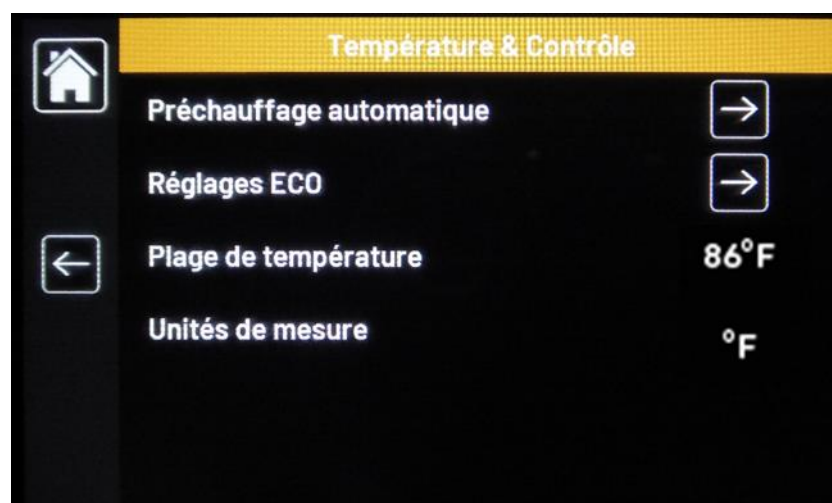 Température & Contrôle
Préchauffage automatique
Réglages ECO
Plage de température 86°F
Unités de mesure °F